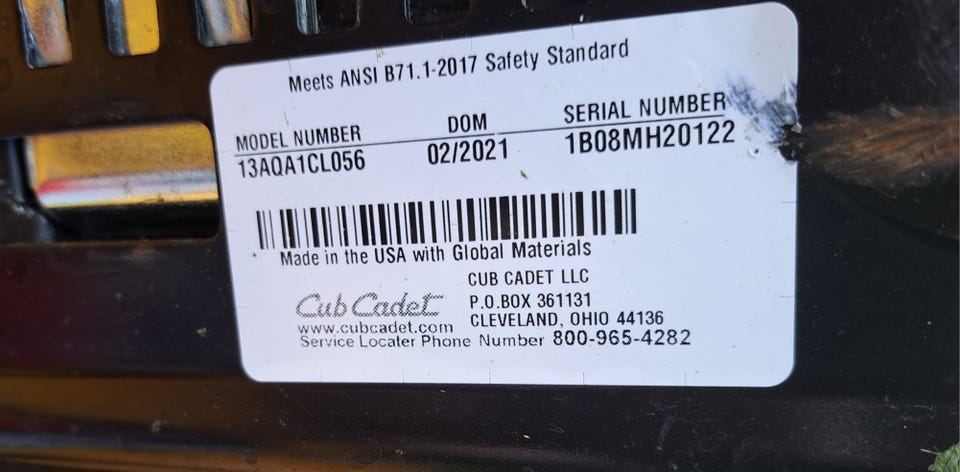 Meets ANSI B71.1-2017 Safety Standard
MODEL NUMBER DOM SERIAL NUMBER
13AQA1CL056 02/2021 1B08MH20122
Made in the USA with Global Materials
CUB CADET LLC
Cub Cadet P.O.BOX 361131
www.cubcadet.com CLEVELAND, OHIO 44136
Service Locater Phone Number 800-965-4282